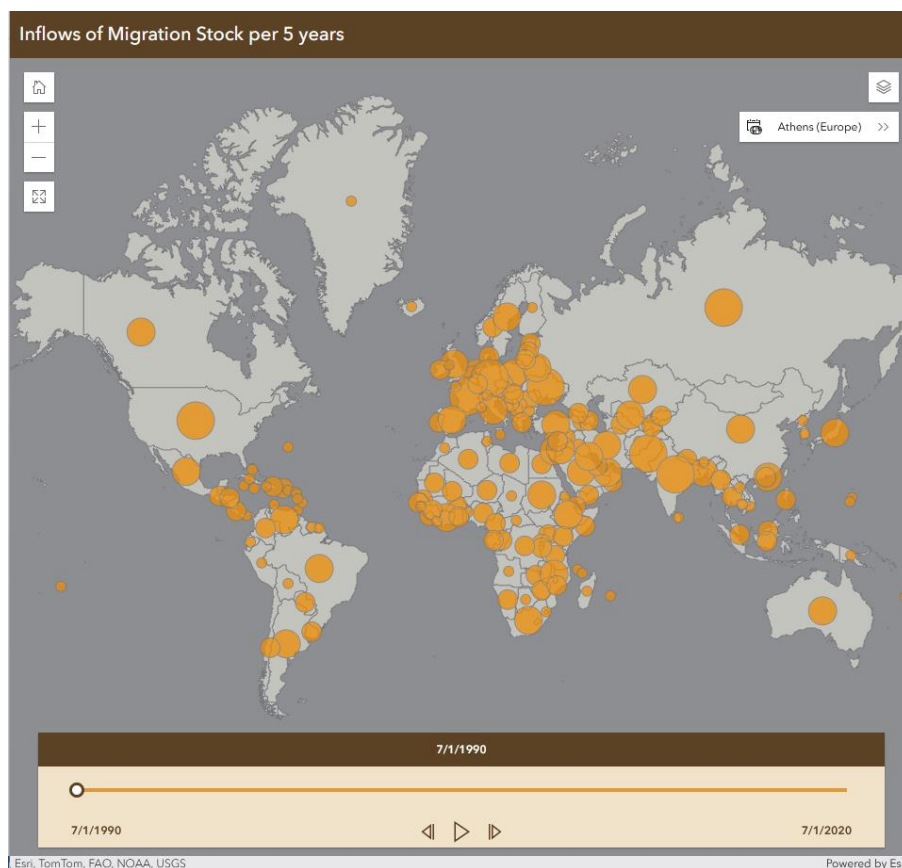 Inflows of Migration Stock per 5 years
Athens (Europe)
7/1/1990
7/1/1990
7/1/2020
Esri, TomTom, FAO, NOAA, USGS
Powered by Es